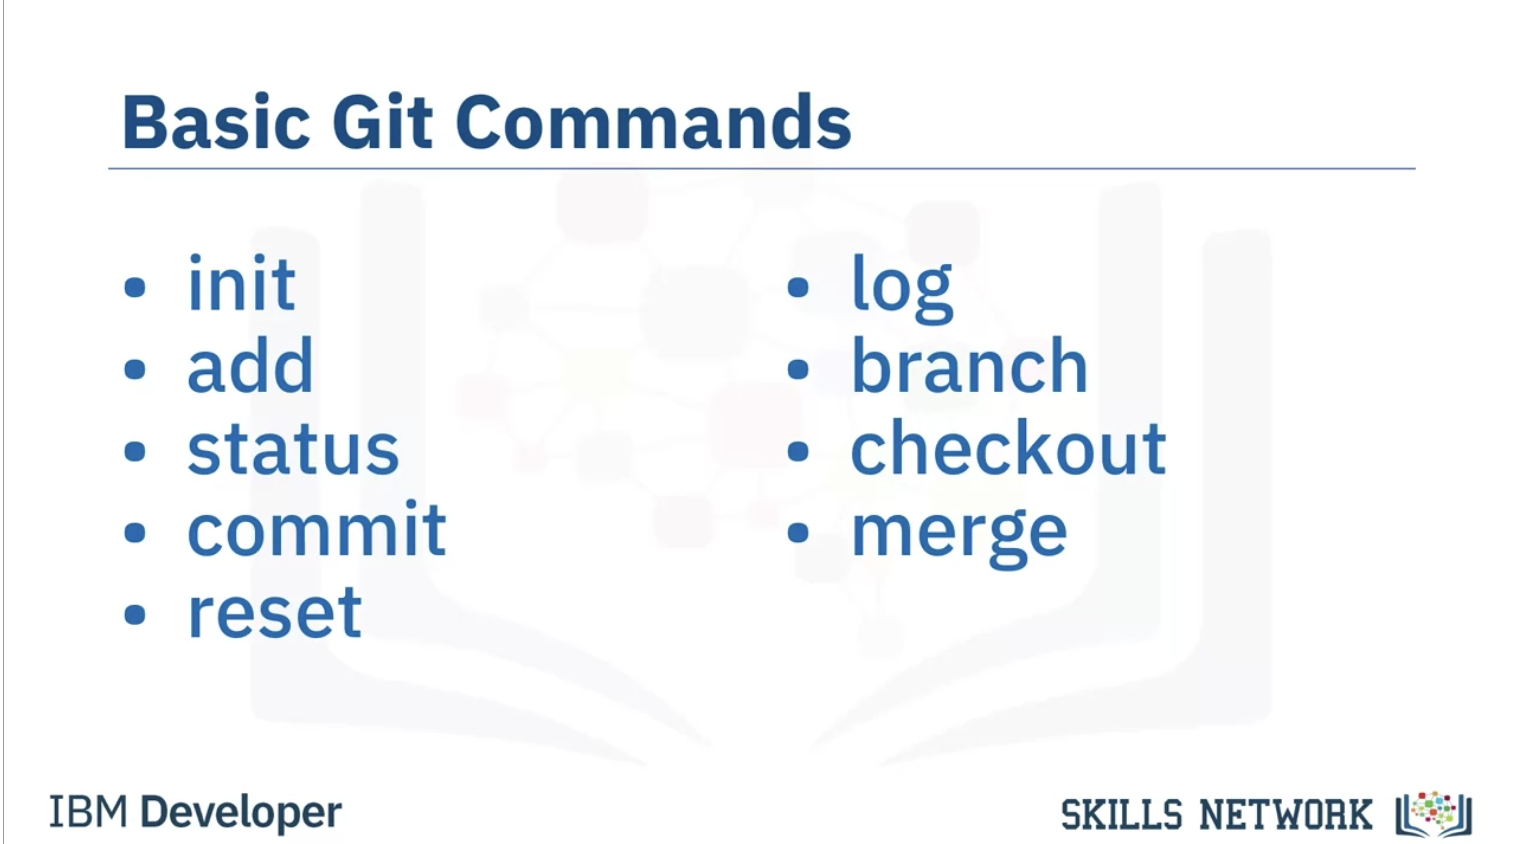 Basic Git Commands
• init
• add
• status
• commit
• reset
• log
• branch
• checkout
• merge
IBM Developer
SKILLS NETWORK